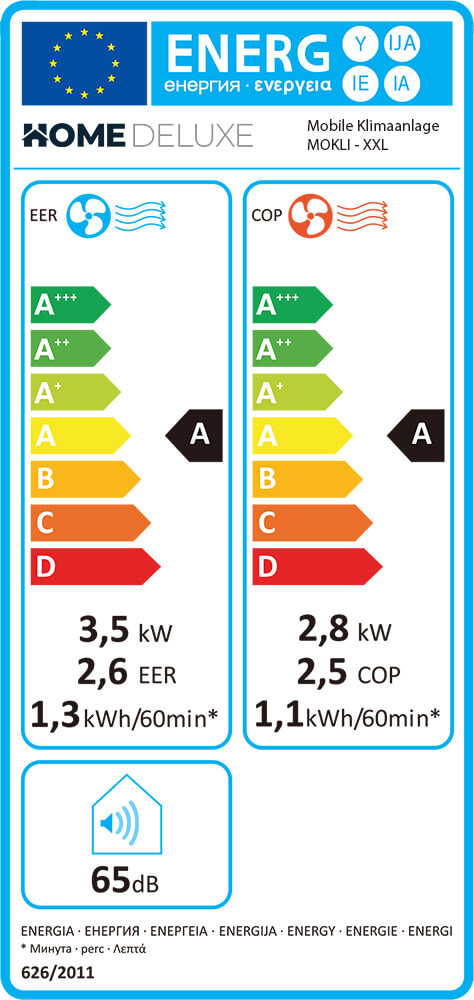 ENERG
Y
IJA
енергия · ενεργεια
IE
IA
HOME DELUXE
Mobile Klimaanlage
MOKLI - XXL
EER
A+++
A++
A+
A
B
C
D
A
3,5 kW
2,6 EER
1,3 kWh/60min*
COP
A+++
A++
A+
A
B
C
D
A
2,8 kW
2,5 COP
1,1 kWh/60min*
65dB
ENERGIA · ЕНЕРГИЯ · ΕΝΕΡΓΕΙΑ · ENERGIJA · ENERGY · ENERGIE · ENERGI
* Минута · perc · Λεπτά
626/2011